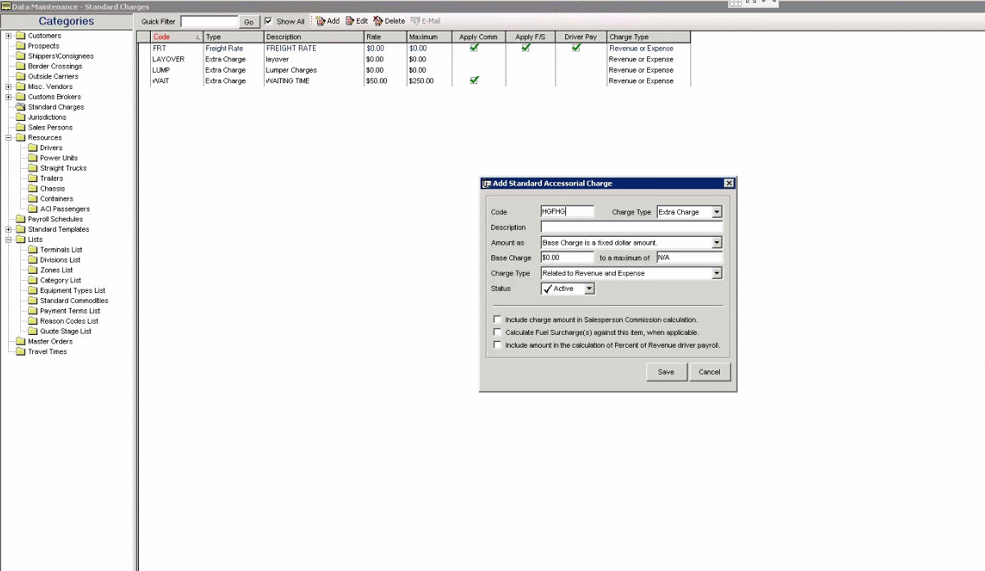 Data Maintenance - Standard Charges
Categories
Quick Filter Go Show All Add Edit Delete E-Mail
Customers
Prospects
Shippers\Consignees
Border Crossings
Outside Carriers
Misc. Vendors
Customs Brokers
Standard Charges
Jurisdictions
Sales Persons
Resources
Drivers
Power Units
Straight Trucks
Trailers
Chassis
Containers
ACI Passengers
Payroll Schedules
Standard Templates
Lists
Terminals List
Divisions List
Zones List
Category List
Equipment Types List
Standard Commodities
Payment Terms List
Reason Codes List
Quote Stage List
Master Orders
Travel Times
Code Type Description Rate Maximum Apply Comm Apply F/S Driver Pay Charge Type
FRT Freight Rate FREIGHT RATE $0.00 $0.00 Revenue or Expense
LAYOVER Extra Charge layover $0.00 $0.00 Revenue or Expense
LUMP Extra Charge Lumper Charges $0.00 $0.00 Revenue or Expense
WAIT Extra Charge WAITING TIME $50.00 $250.00 Revenue or Expense
Add Standard Accessorial Charge
Code HGFHG Charge Type Extra Charge
Description
Amount as Base Charge is a fixed dollar amount.
Base Charge $0.00 to a maximum of N/A
Charge Type Related to Revenue and Expense
Status Active
Include charge amount in Salesperson Commission calculation.
Calculate Fuel Surcharge(s) against this item, when applicable.
Include amount in the calculation of Percent of Revenue driver payroll.
Save Cancel